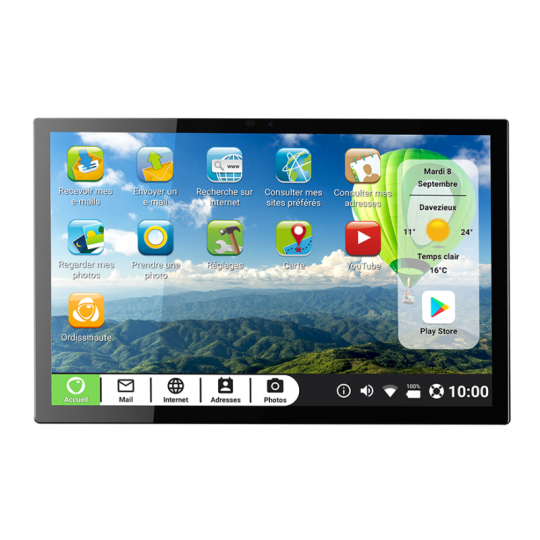 Recevoir mes
e-mails
Envoyer un
e-mail
www
Recherche sur
Internet
Consulter mes
sites préférés
Consulter mes
adresses
Regarder mes
photos
Prendre une
photo
Réglages
Carte
YouTube
Ordissinaute
Mardi 8
Septembre
Davezieux
11°
24°
Temps clair
16°C
Play Store
Accueil
Mail
Internet
Adresses
Photos
100%
10:00